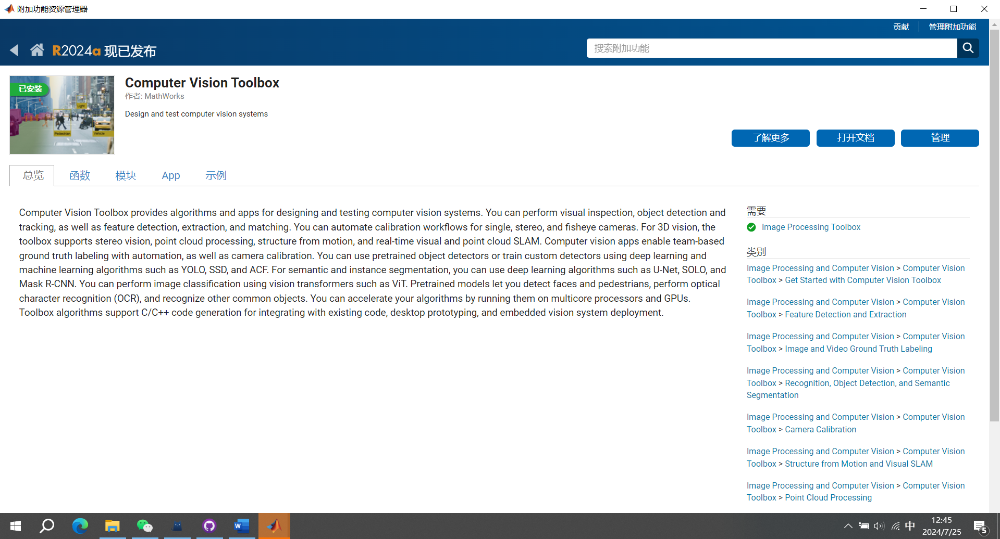 附加功能资源管理器
贡献
管理附加功能
R2024a 现已发布
搜索附加功能
已安装
Light
Pedestrian
Vehicle
Computer Vision Toolbox
作者: MathWorks
Design and test computer vision systems
了解更多
打开文档
管理
总览
函数
模块
App
示例
Computer Vision Toolbox provides algorithms and apps for designing and testing computer vision systems. You can perform visual inspection, object detection and
tracking, as well as feature detection, extraction, and matching. You can automate calibration workflows for single, stereo, and fisheye cameras. For 3D vision, the
toolbox supports stereo vision, point cloud processing, structure from motion, and real-time visual and point cloud SLAM. Computer vision apps enable team-based
ground truth labeling with automation, as well as camera calibration. You can use pretrained object detectors or train custom detectors using deep learning and
machine learning algorithms such as YOLO, SSD, and ACF. For semantic and instance segmentation, you can use deep learning algorithms such as U-Net, SOLO, and
Mask R-CNN. You can perform image classification using vision transformers such as ViT. Pretrained models let you detect faces and pedestrians, perform optical
character recognition (OCR), and recognize other common objects. You can accelerate your algorithms by running them on multicore processors and GPUs.
Toolbox algorithms support C/C++ code generation for integrating with existing code, desktop prototyping, and embedded vision system deployment.
需要
Image Processing Toolbox
类别
Image Processing and Computer Vision > Computer Vision
Toolbox > Get Started with Computer Vision Toolbox
Image Processing and Computer Vision > Computer Vision
Toolbox > Feature Detection and Extraction
Image Processing and Computer Vision > Computer Vision
Toolbox > Image and Video Ground Truth Labeling
Image Processing and Computer Vision > Computer Vision
Toolbox > Recognition, Object Detection, and Semantic
Segmentation
Image Processing and Computer Vision > Computer Vision
Toolbox > Camera Calibration
Image Processing and Computer Vision > Computer Vision
Toolbox > Structure from Motion and Visual SLAM
Image Processing and Computer Vision > Computer Vision
Toolbox > Point Cloud Processing
W
中
12:45
2024/7/25
5